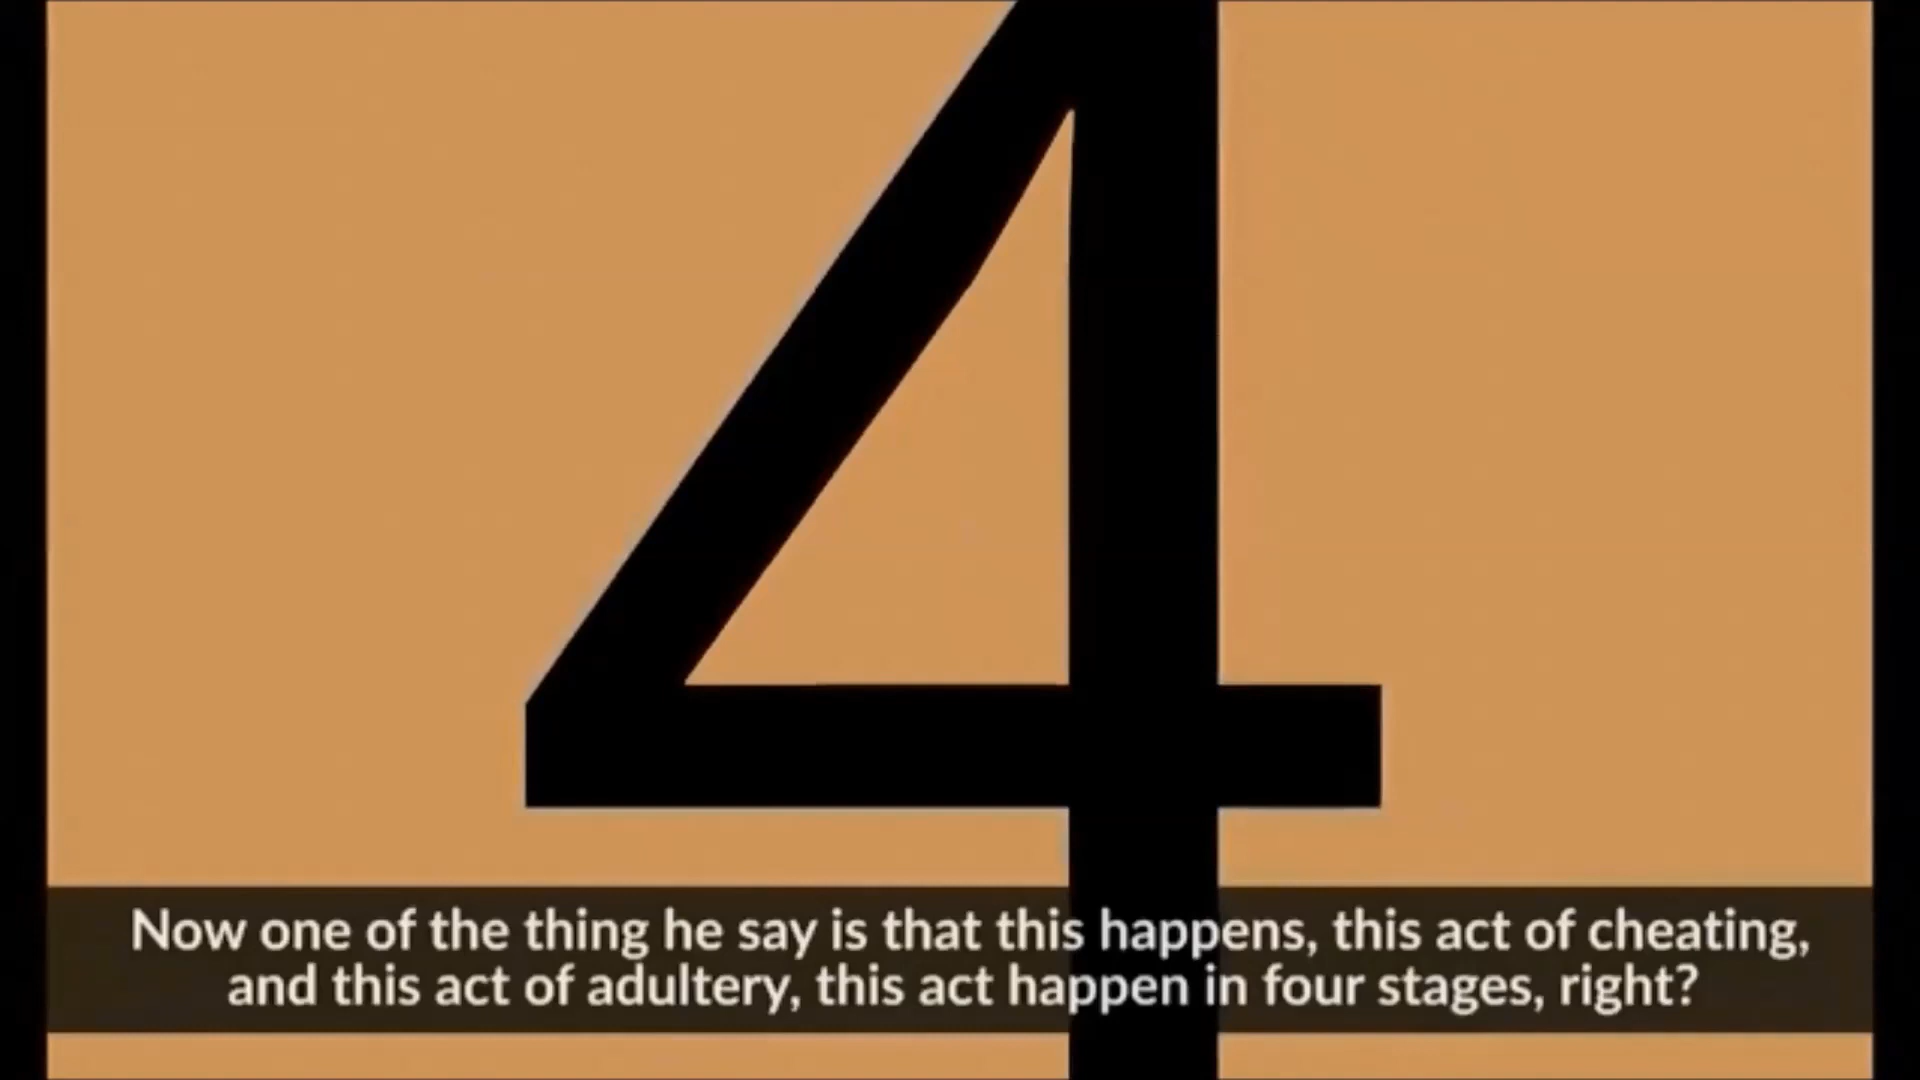 4
Now one of the thing he say is that this happens, this act of cheating,
and this act of adultery, this act happen in four stages, right?